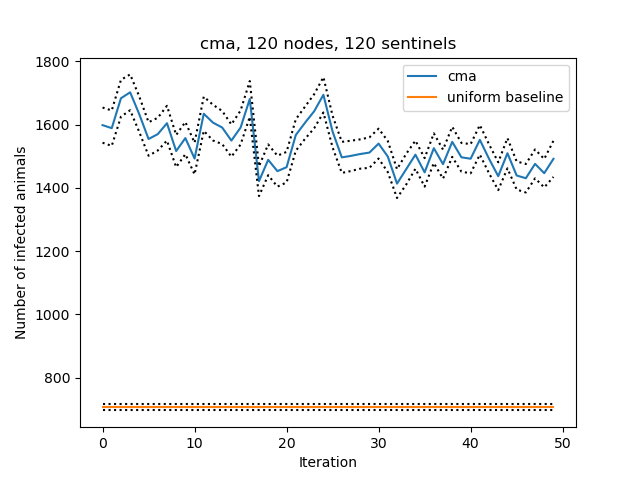 cma, 120 nodes, 120 sentinels
1800
1600
1400
1200
1000
800
Number of infected animals
cma
uniform baseline
0
10
20
30
40
50
Iteration